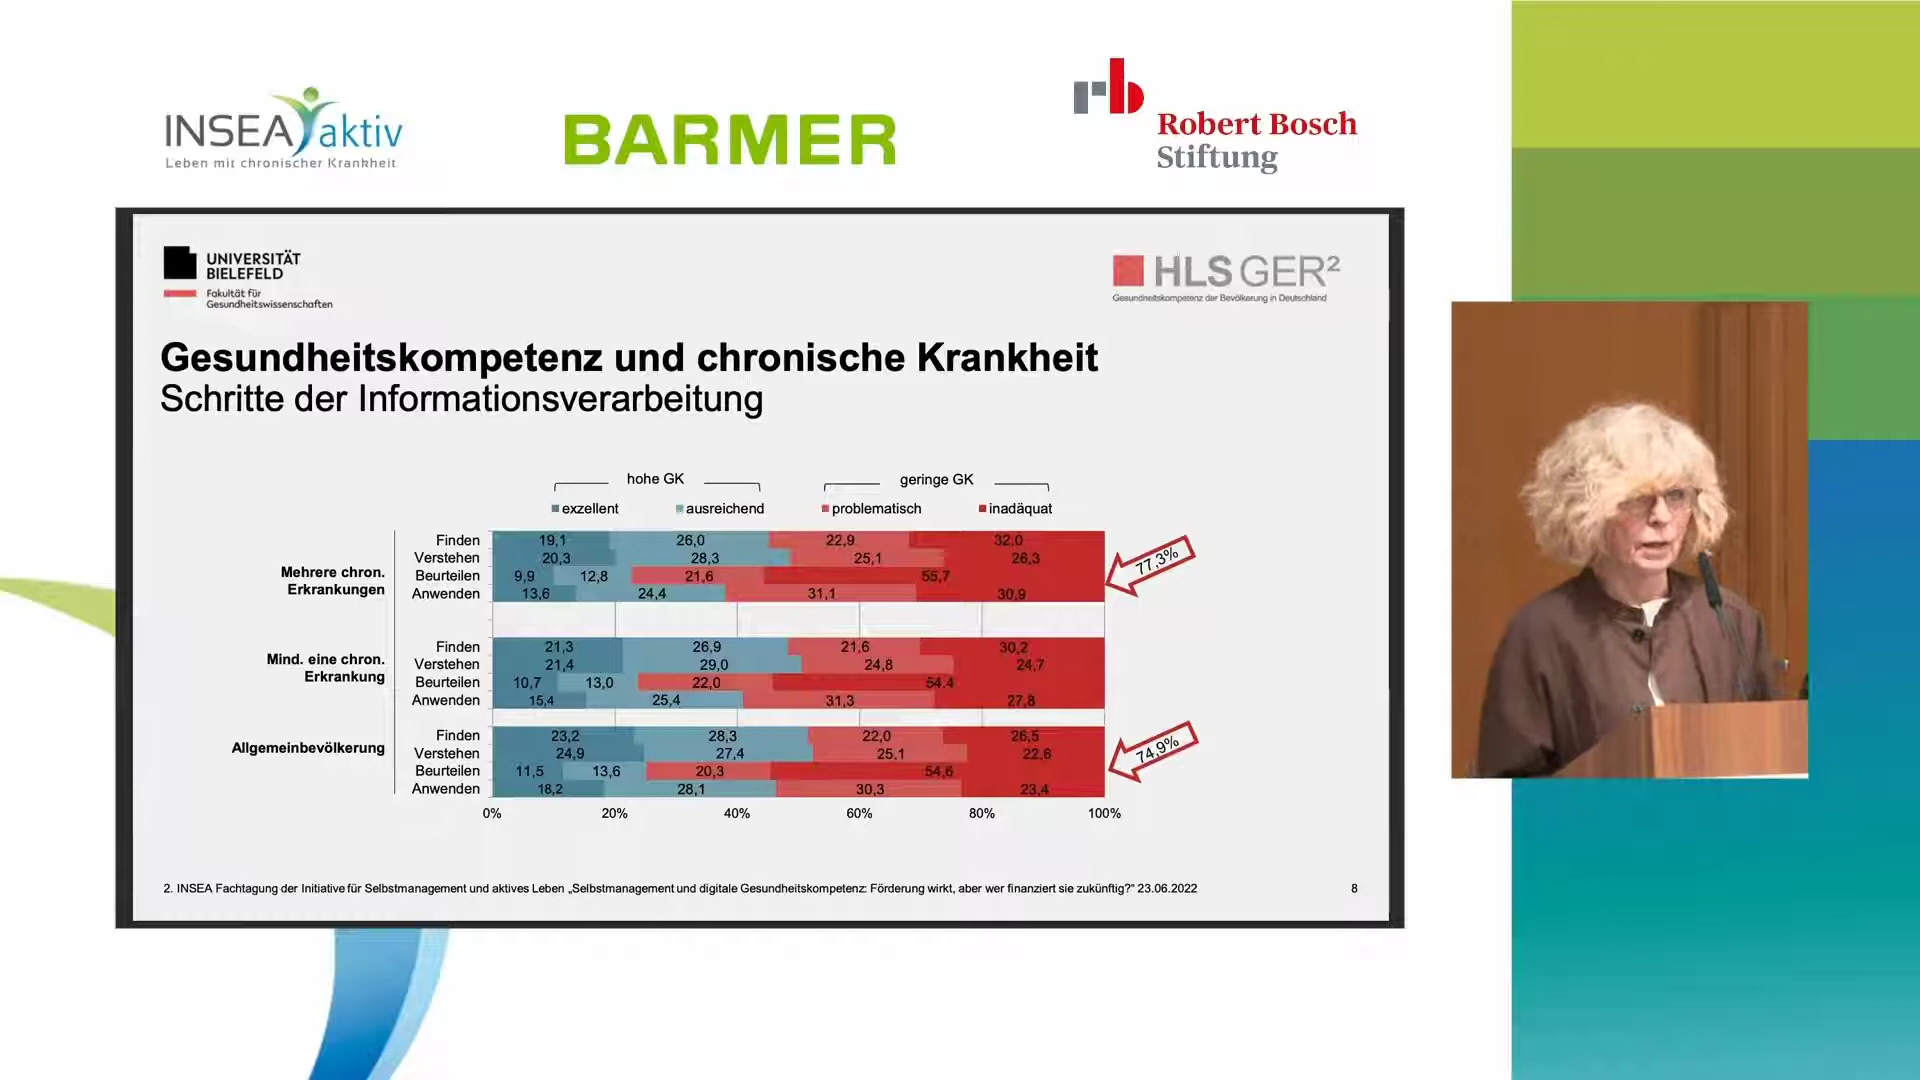 INSEA aktiv
Leben mit chronischer Krankheit
BARMER
rb
Robert Bosch
Stiftung
UNIVERSITÄT
BIELEFELD
Fakultät für
Gesundheitswissenschaften
HLS GER²
Gesundheitskompetenz der Bevölkerung in Deutschland
Gesundheitskompetenz und chronische Krankheit
Schritte der Informationsverarbeitung
hohe GK geringe GK
exzellent ausreichend problematisch inadäquat
Mehrere chron.
Erkrankungen
Finden 19,1 26,0 22,9 32,0
Verstehen 20,3 28,3 25,1 26,3
Beurteilen 9,9 12,8 21,6 55,7
Anwenden 13,6 24,4 31,1 30,9
77,3%
Mind. eine chron.
Erkrankung
Finden 21,3 26,9 21,6 30,2
Verstehen 21,4 29,0 24,8 24,7
Beurteilen 10,7 13,0 22,0 54,4
Anwenden 15,4 25,4 31,3 27,8
Allgemeinbevölkerung
Finden 23,2 28,3 22,0 26,5
Verstehen 24,9 27,4 25,1 22,6
Beurteilen 11,5 13,6 20,3 54,6
Anwenden 18,2 28,1 30,3 23,4
74,9%
0% 20% 40% 60% 80% 100%
2. INSEA Fachtagung der Initiative für Selbstmanagement und aktives Leben „Selbstmanagement und digitale Gesundheitskompetenz: Förderung wirkt, aber wer finanziert sie zukünftig?“ 23.06.2022 8